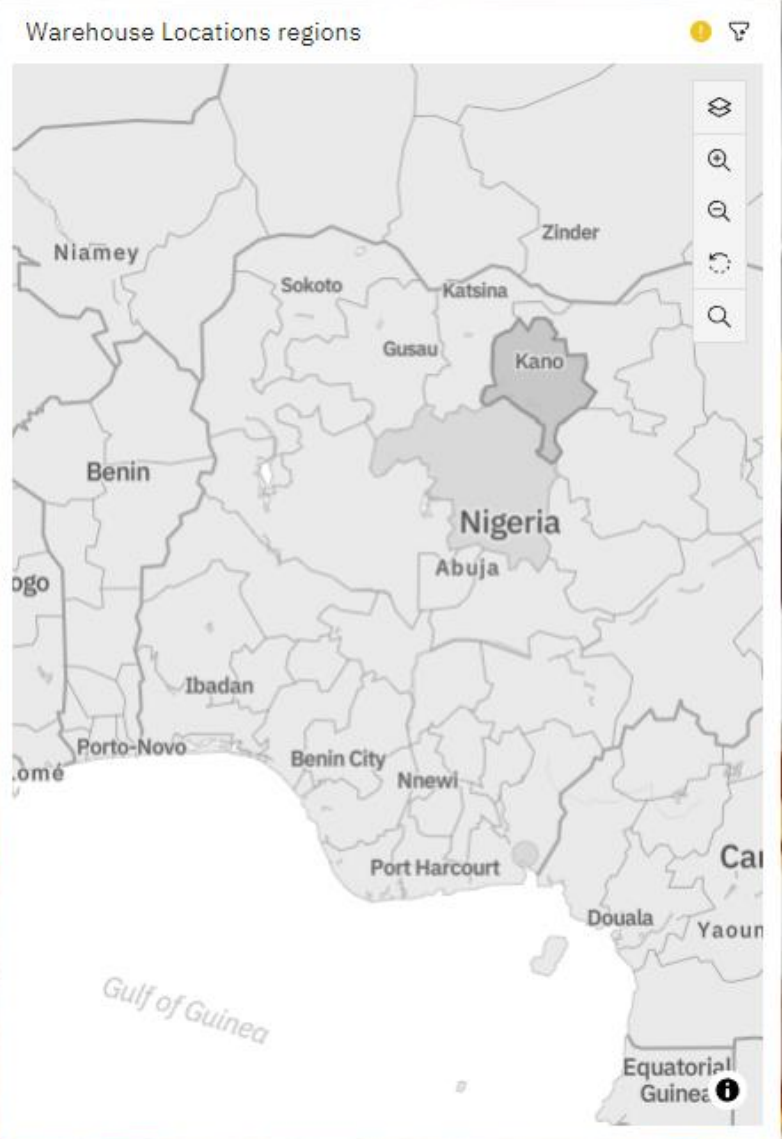 Warehouse Locations regions
Zinder
Niamey
Sokoto
Katsina
Gusau
Kano
Benin
Nigeria
Abuja
ogo
Ibadan
Porto-Novo
Benin City
omé
Nnewi
Car
Port Harcourt
Douala
Yaoun
Gulf of Guinea
Equatorial
Guinea